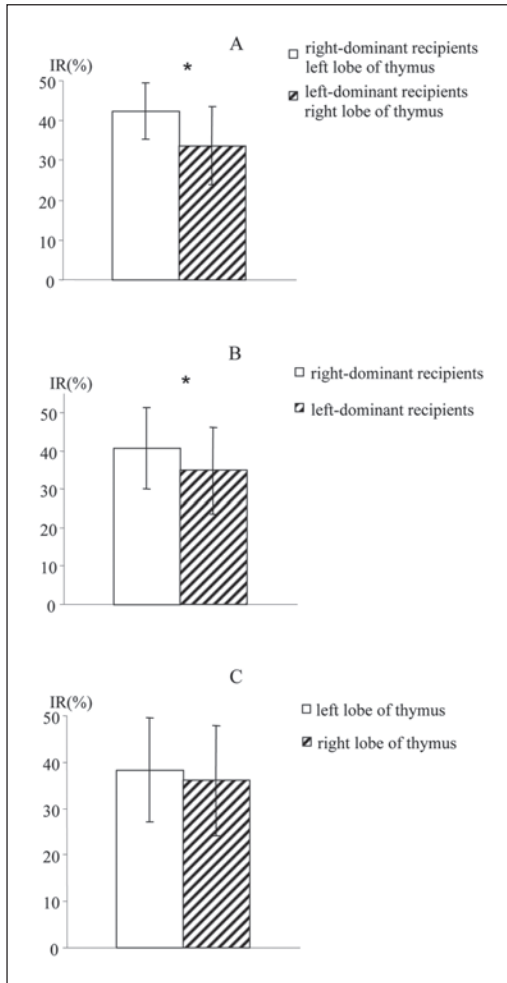 A
IR(%)
*
right-dominant recipients
left lobe of thymus
left-dominant recipients
right lobe of thymus
50
40
30
20
10
0
B
IR(%)
*
right-dominant recipients
left-dominant recipients
50
40
30
20
10
0
C
IR(%)
left lobe of thymus
right lobe of thymus
50
40
30
20
10
0